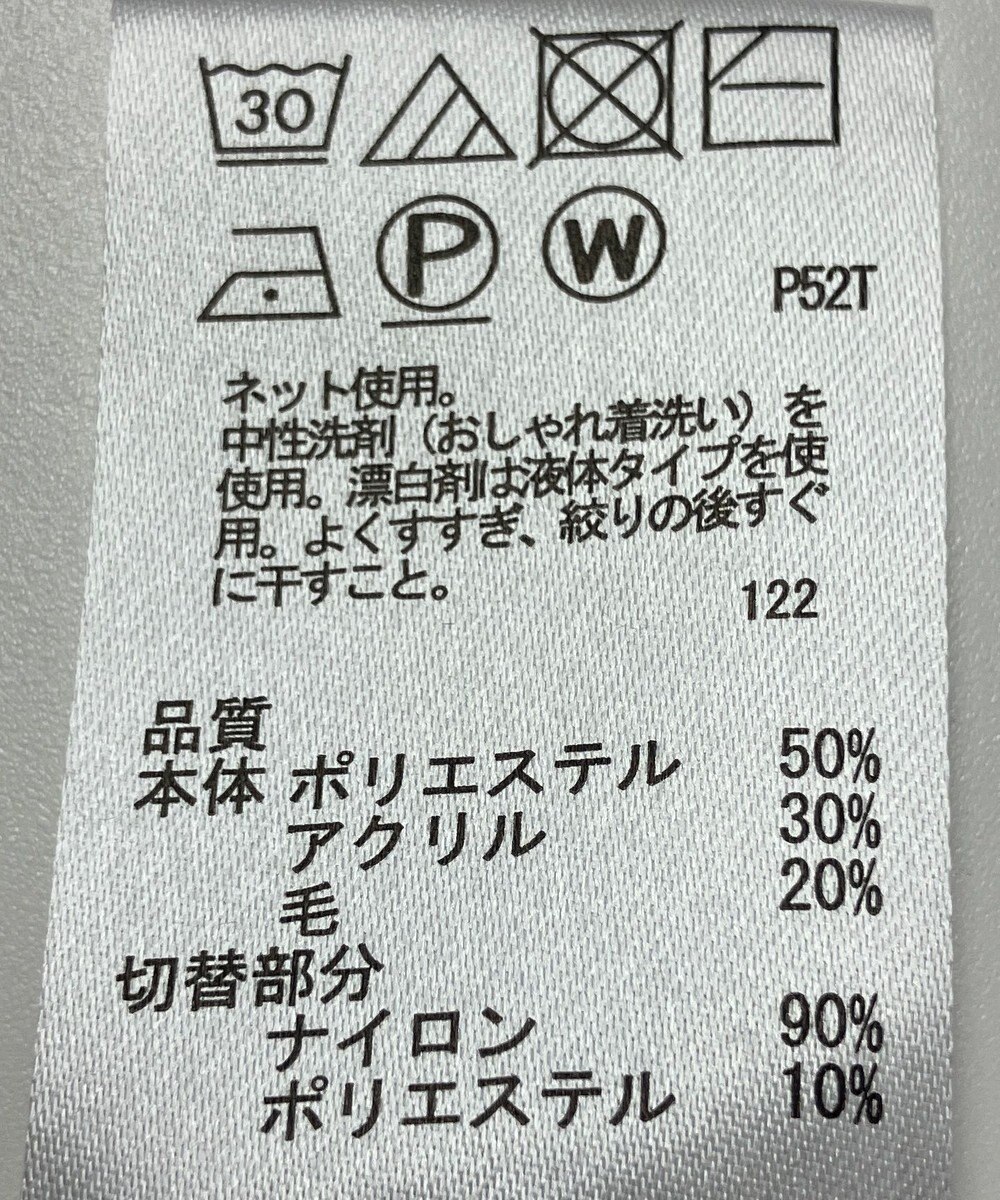 30
P W P52T
ネット使用。
中性洗剤（おしゃれ着洗い）を
使用。漂白剤は液体タイプを使
用。よくすすぎ、絞りの後すぐ
に干すこと。
122
品質
本体 ポリエステル 50%
アクリル 30%
毛 20%
切替部分
ナイロン 90%
ポリエステル 10%